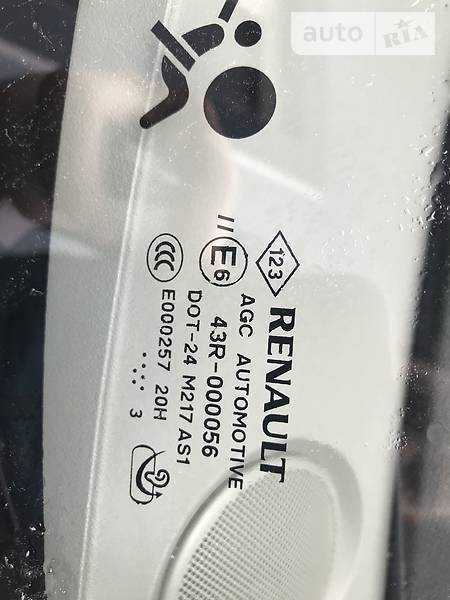 auto RIA
RENAULT
123
AGC AUTOMOTIVE
II E6 43R-000056
DOT-24 M217 AS1
CCC E000257 20H
3